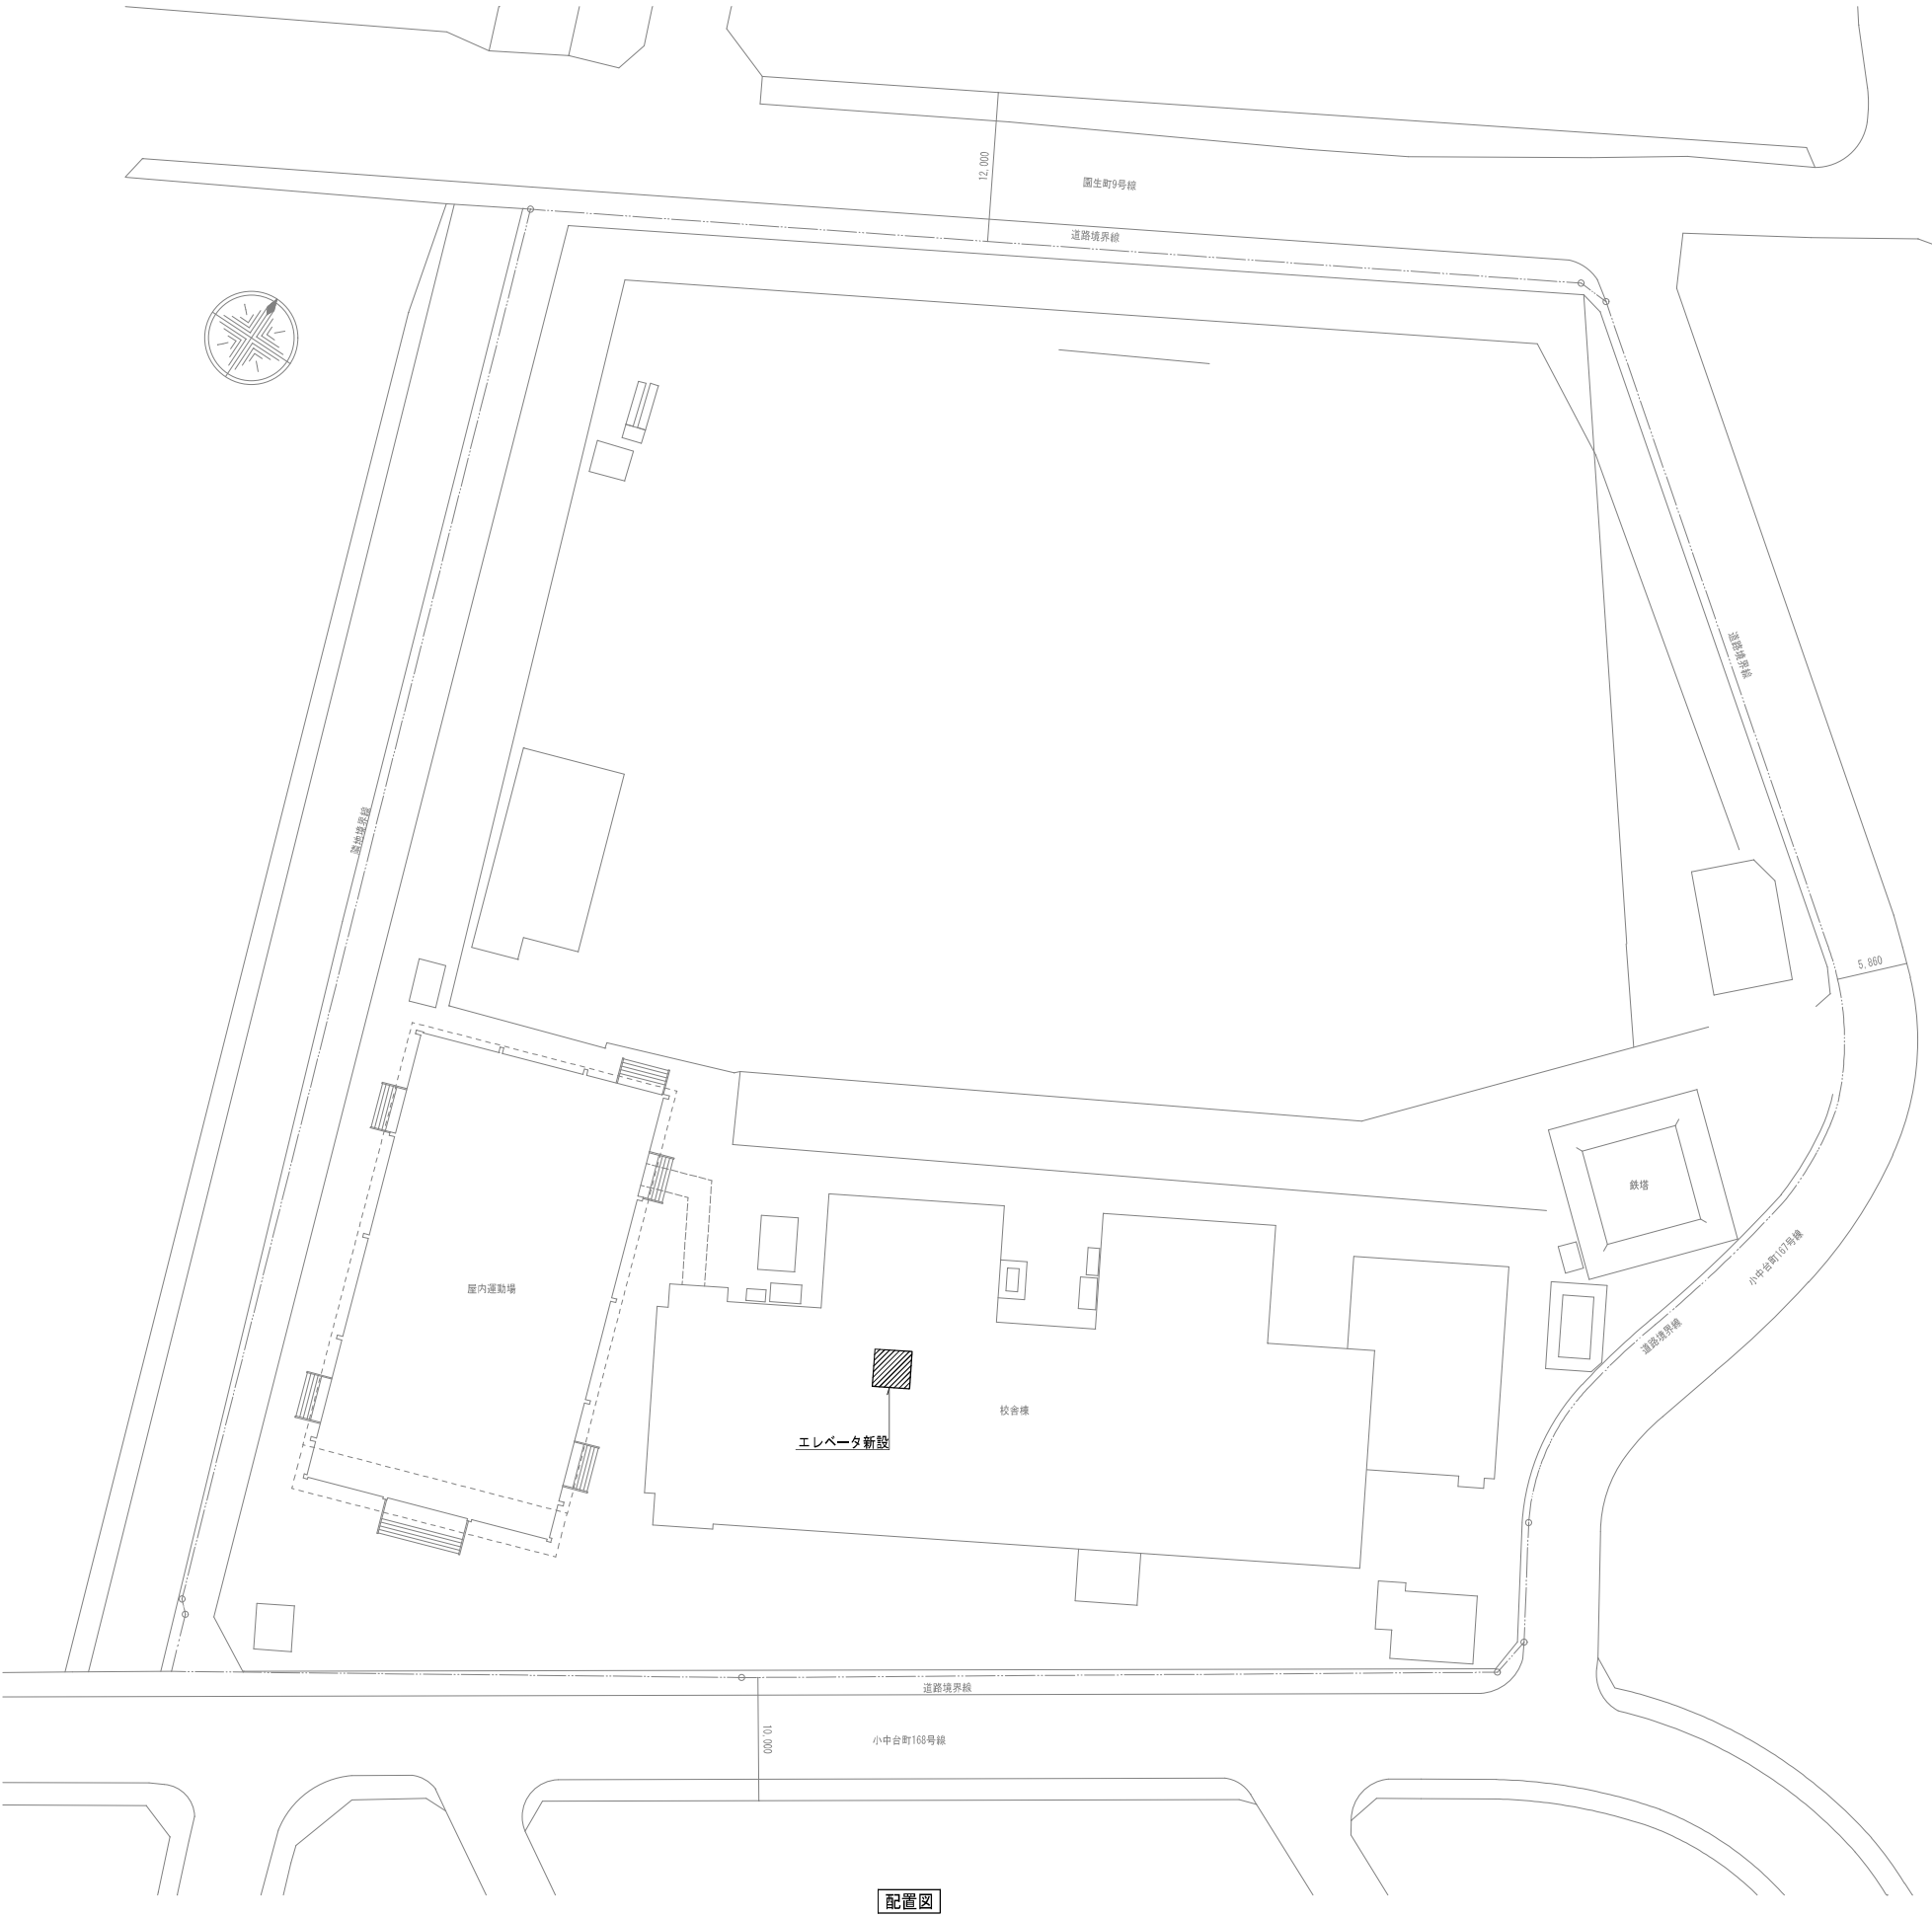 12,000
園生町9号線
道路境界線
道路境界線
隣地境界線
5,860
鉄塔
小中台町167号線
道路境界線
屋内運動場
校舎棟
エレベータ新設
道路境界線
10,000
小中台町168号線
配置図